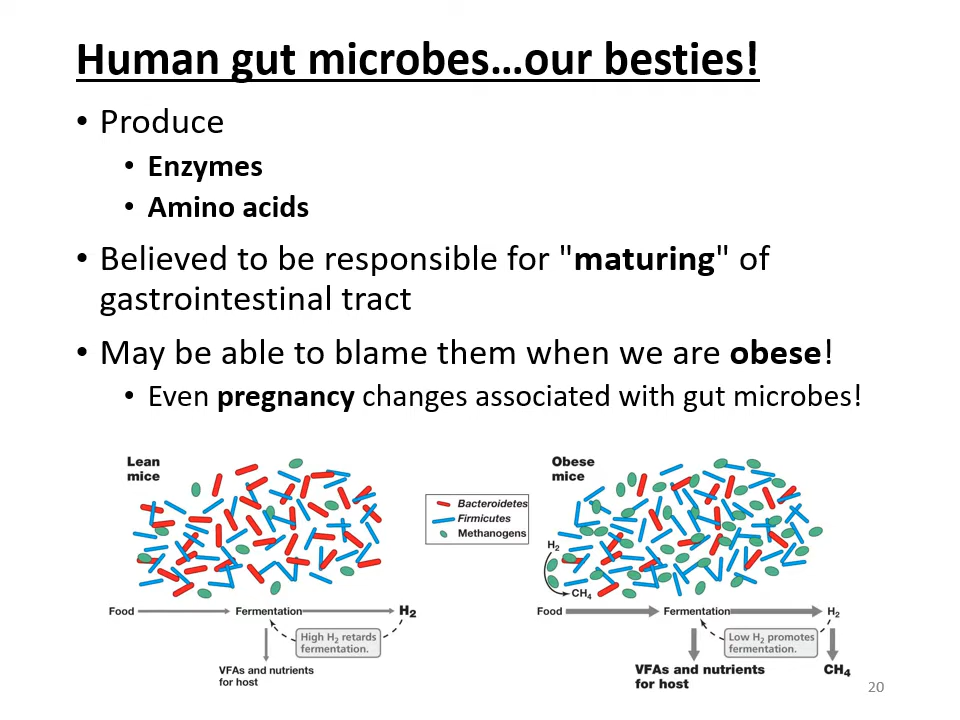 Human gut microbes...our besties!
• Produce
• Enzymes
• Amino acids
• Believed to be responsible for "maturing" of
gastrointestinal tract
• May be able to blame them when we are obese!
• Even pregnancy changes associated with gut microbes!
Lean
mice
Bacteroidetes
Firmicutes
Methanogens
Obese
mice
H₂
CH₄
Food
Fermentation
H₂
High H₂ retards
fermentation.
VFAs and nutrients
for host
Food
Fermentation
H₂
Low H₂ promotes
fermentation.
VFAs and nutrients
for host
CH₄
20